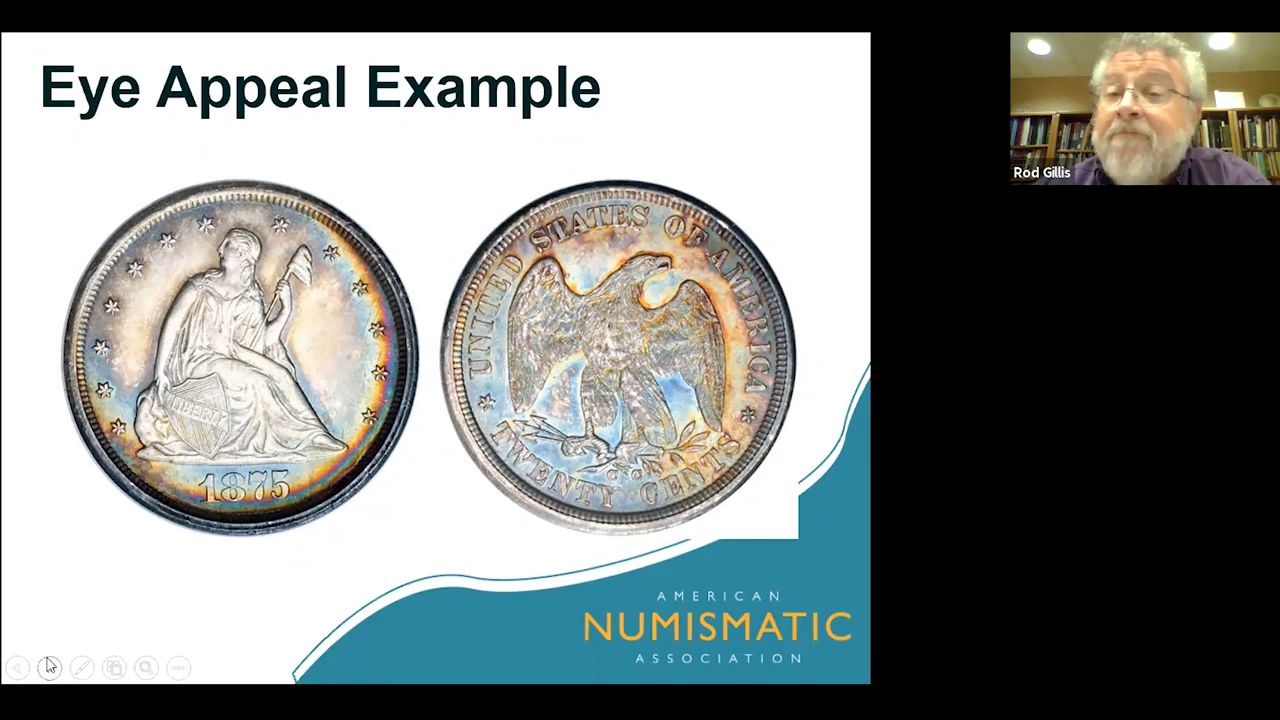 Eye Appeal Example
LIBERTY
1875
UNITED STATES OF AMERICA
TWENTY CENTS
AMERICAN
NUMISMATIC
ASSOCIATION
Rod Gillis